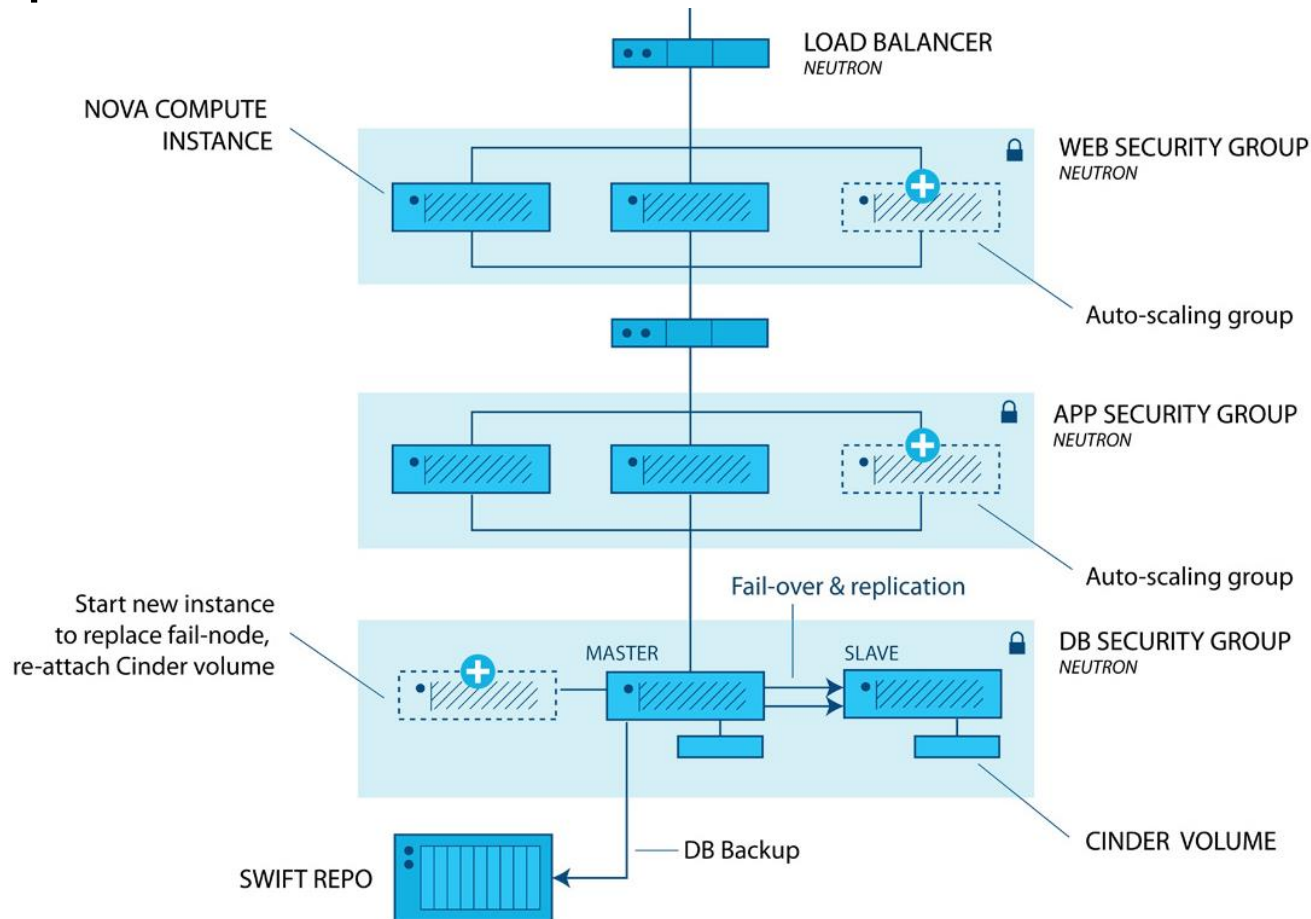 LOAD BALANCER
NEUTRON
NOVA COMPUTE
INSTANCE
WEB SECURITY GROUP
NEUTRON
Auto-scaling group
APP SECURITY GROUP
NEUTRON
Auto-scaling group
Fail-over & replication
Start new instance
to replace fail-node,
re-attach Cinder volume
MASTER
SLAVE
DB SECURITY GROUP
NEUTRON
CINDER VOLUME
DB Backup
SWIFT REPO